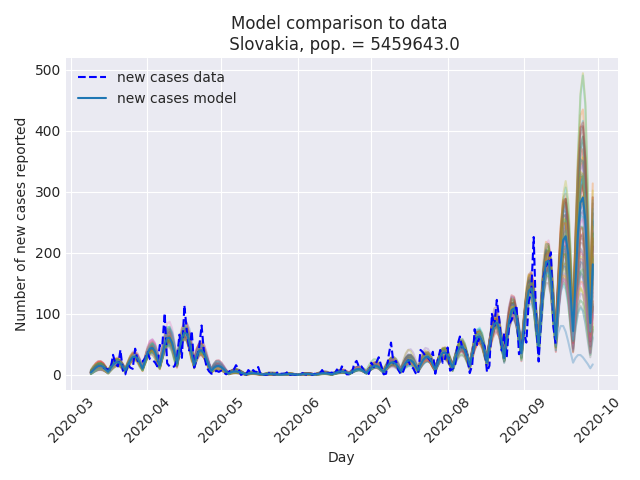 Model comparison to data
Slovakia, pop. = 5459643.0
new cases data
new cases model
Number of new cases reported
500
400
300
200
100
0
2020-03
2020-04
2020-05
2020-06
2020-07
2020-08
2020-09
2020-10
Day